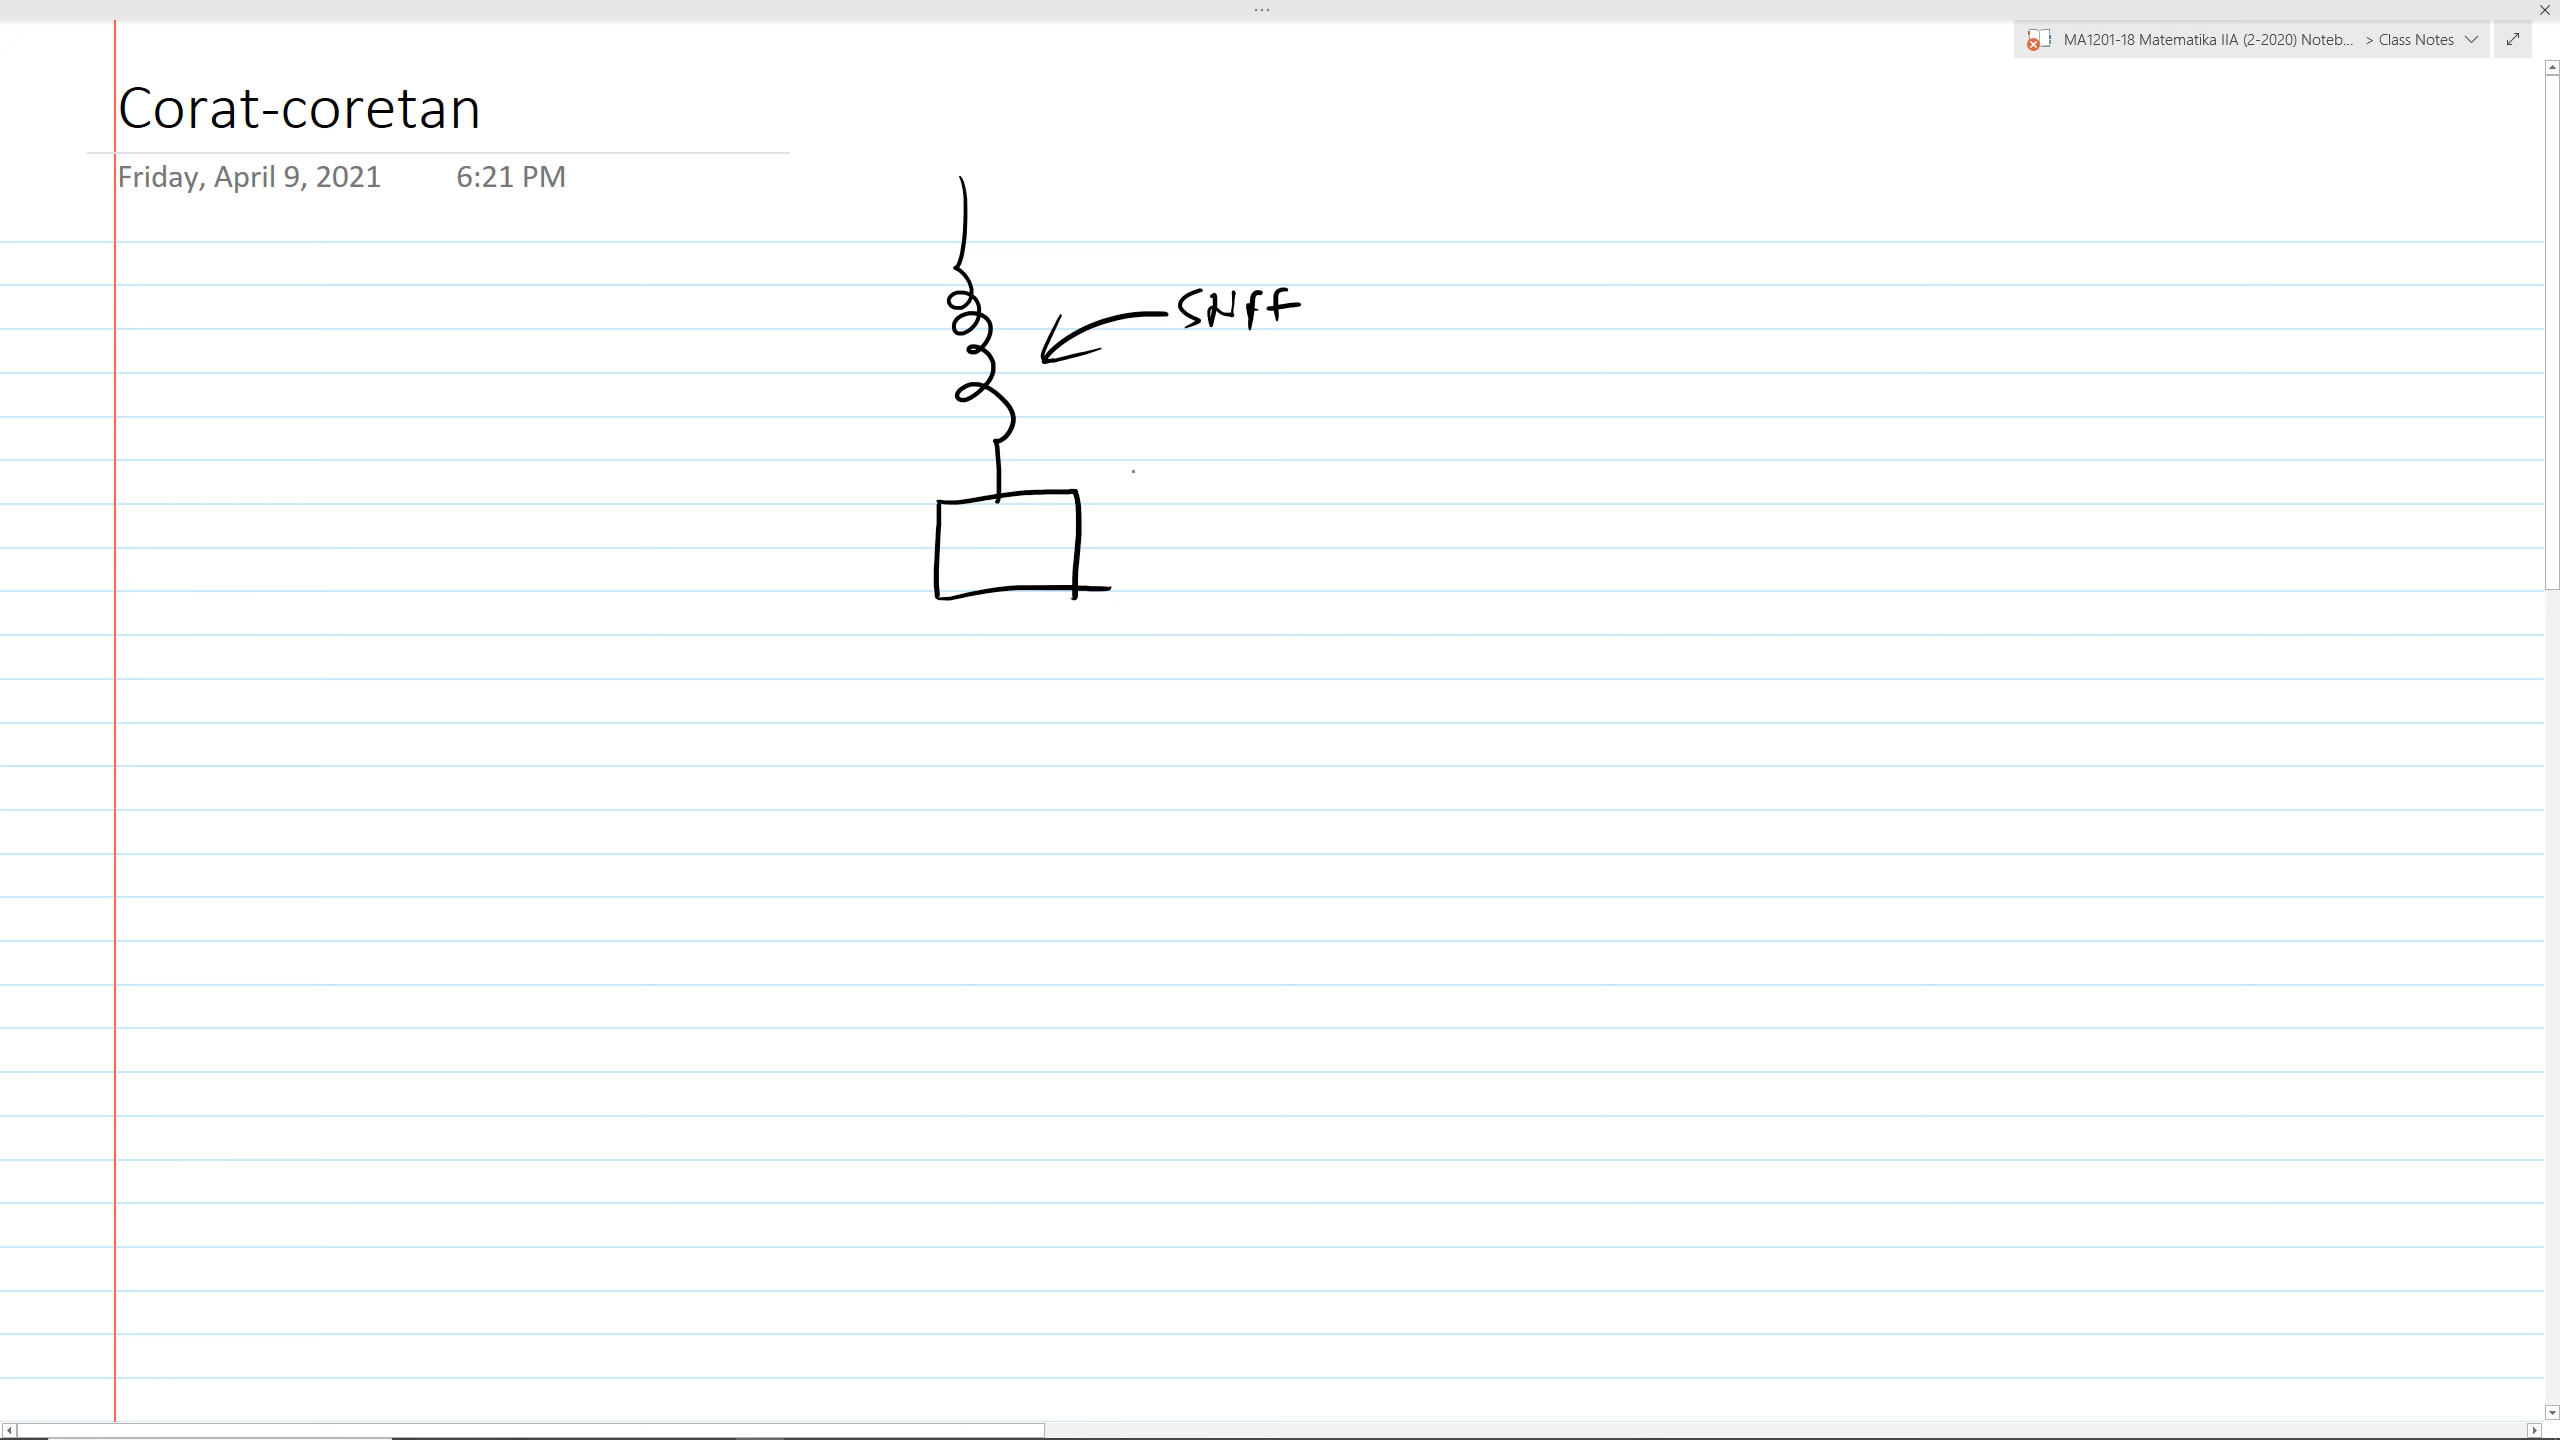 MA1201-18 Matematika IIA (2-2020) Noteb... > Class Notes
Corat-coretan
Friday, April 9, 2021 6:21 PM
SNFF